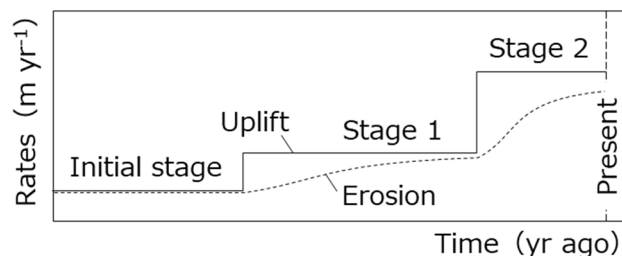 Rates (m yr⁻¹)
Stage 2
Uplift
Stage 1
Initial stage
Erosion
Present
Time (yr ago)